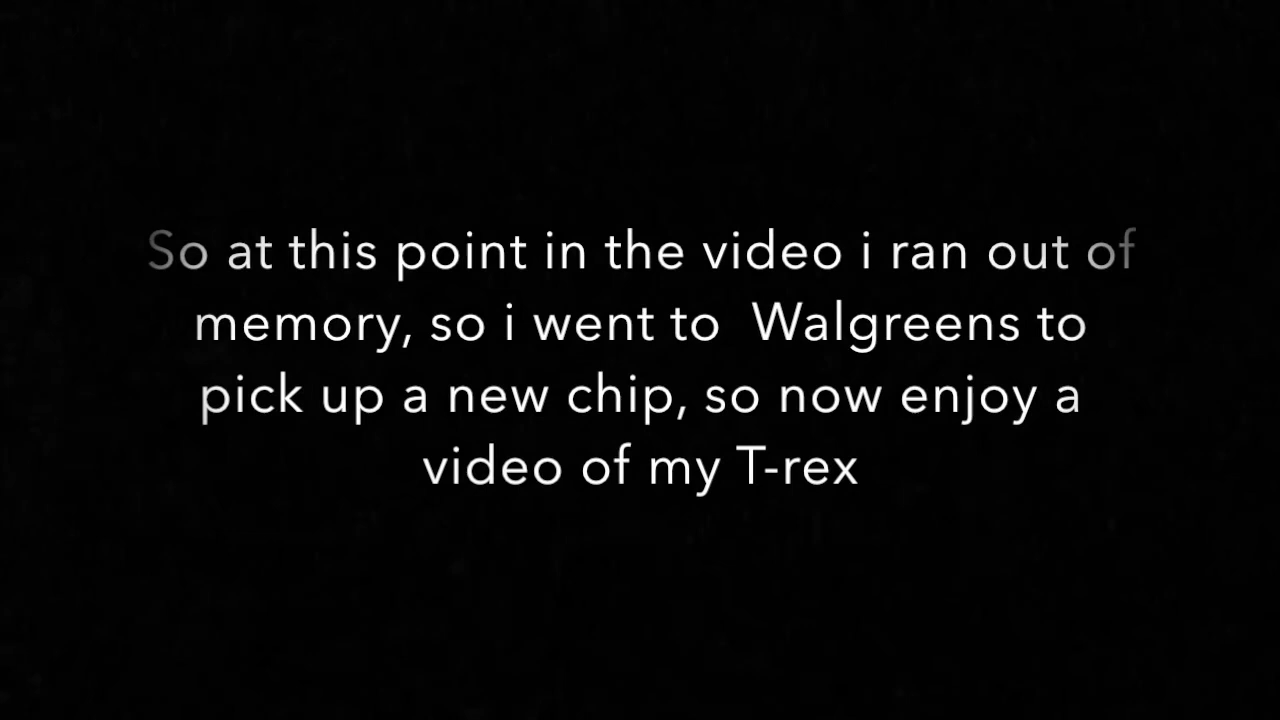 So at this point in the video i ran out of
memory, so i went to  Walgreens to
pick up a new chip, so now enjoy a
video of my T-rex